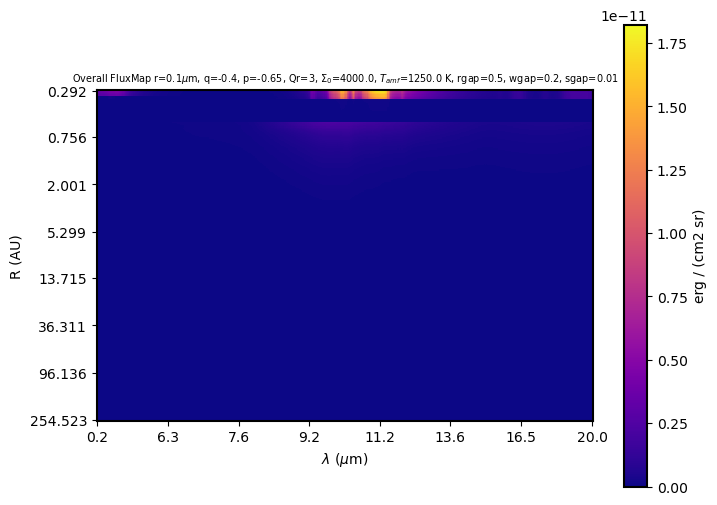 1e−11
Overall FluxMap r=0.1μm, q=-0.4, p=-0.65, Qr=3, Σ₀=4000.0, T_amf=1250.0 K, rgap=0.5, wgap=0.2, sgap=0.01
0.292
0.756
2.001
5.299
13.715
36.311
96.136
254.523
R (AU)
0.2 6.3 7.6 9.2 11.2 13.6 16.5 20.0
λ (μm)
1.75
1.50
1.25
1.00
0.75
0.50
0.25
0.00
erg / (cm2 sr)